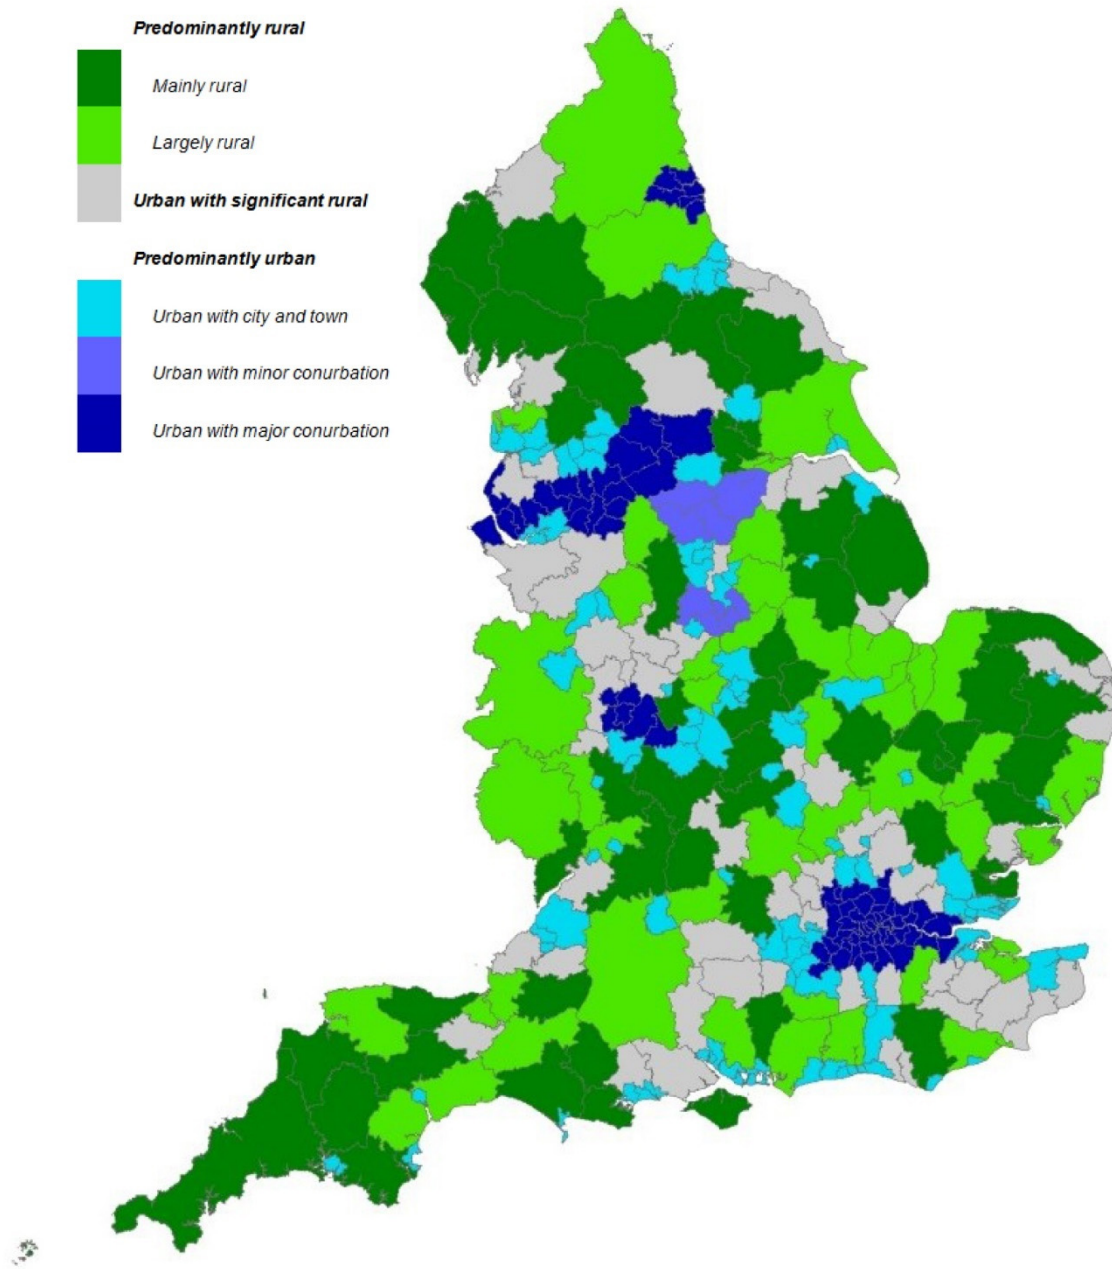 Predominantly rural
Mainly rural
Largely rural
Urban with significant rural
Predominantly urban
Urban with city and town
Urban with minor conurbation
Urban with major conurbation